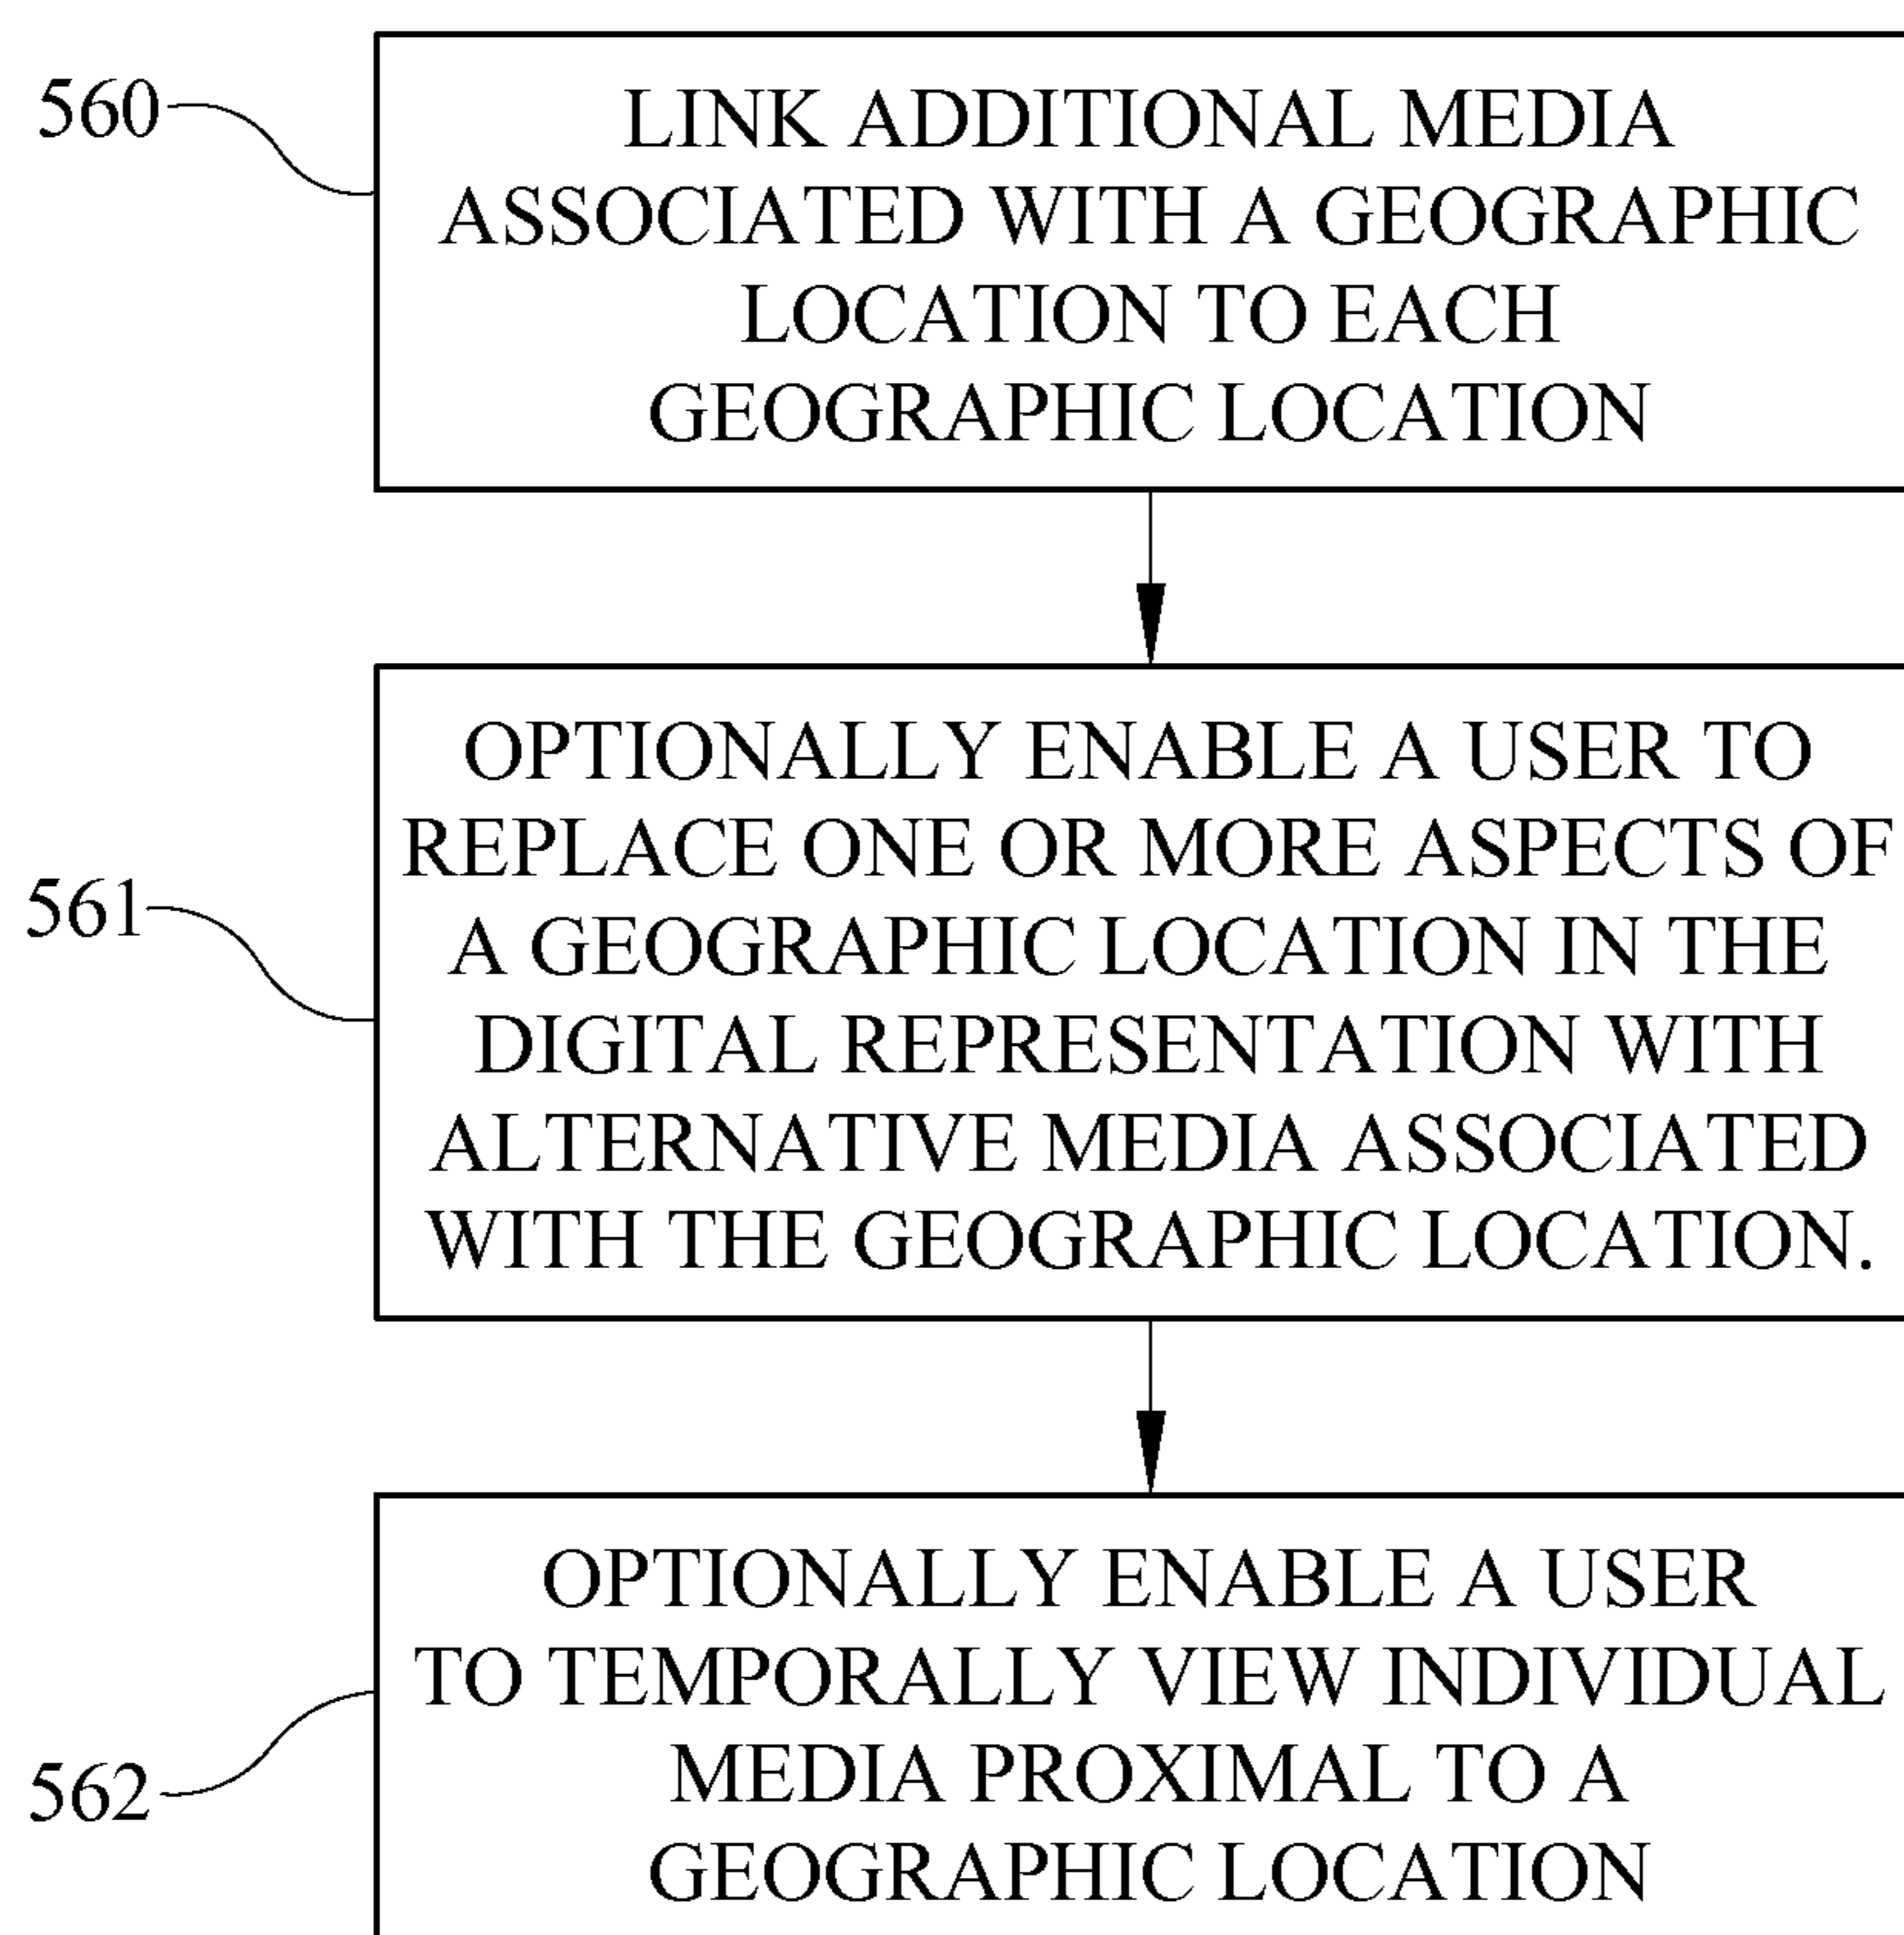 560
LINK ADDITIONAL MEDIA
ASSOCIATED WITH A GEOGRAPHIC
LOCATION TO EACH
GEOGRAPHIC LOCATION
561
OPTIONALLY ENABLE A USER TO
REPLACE ONE OR MORE ASPECTS OF
A GEOGRAPHIC LOCATION IN THE
DIGITAL REPRESENTATION WITH
ALTERNATIVE MEDIA ASSOCIATED
WITH THE GEOGRAPHIC LOCATION.
562
OPTIONALLY ENABLE A USER
TO TEMPORALLY VIEW INDIVIDUAL
MEDIA PROXIMAL TO A
GEOGRAPHIC LOCATION